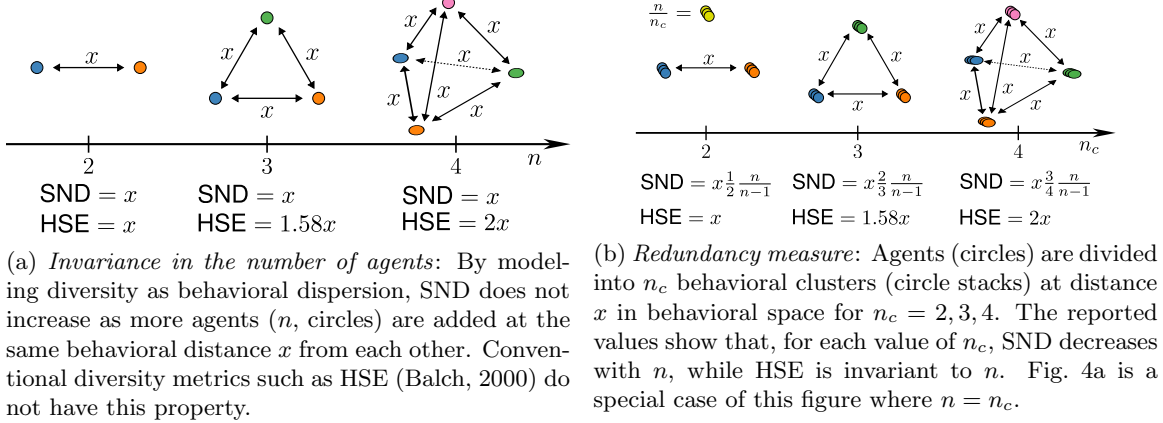 x
x
x
x
x
x
x
x
x
x
2
3
4
n
SND = x
HSE = x
SND = x
HSE = 1.58x
SND = x
HSE = 2x
(a) Invariance in the number of agents: By model-
ing diversity as behavioral dispersion, SND does not
increase as more agents (n, circles) are added at the
same behavioral distance x from each other. Conven-
tional diversity metrics such as HSE (Balch, 2000) do
not have this property.
n/n_c =
x
x
x
x
x
x
x
x
x
x
2
3
4
n_c
SND = x 1/2 n/(n−1)
HSE = x
SND = x 2/3 n/(n−1)
HSE = 1.58x
SND = x 3/4 n/(n−1)
HSE = 2x
(b) Redundancy measure: Agents (circles) are divided
into n_c behavioral clusters (circle stacks) at distance
x in behavioral space for n_c = 2, 3, 4. The reported
values show that, for each value of n_c, SND decreases
with n, while HSE is invariant to n. Fig. 4a is a
special case of this figure where n = n_c.